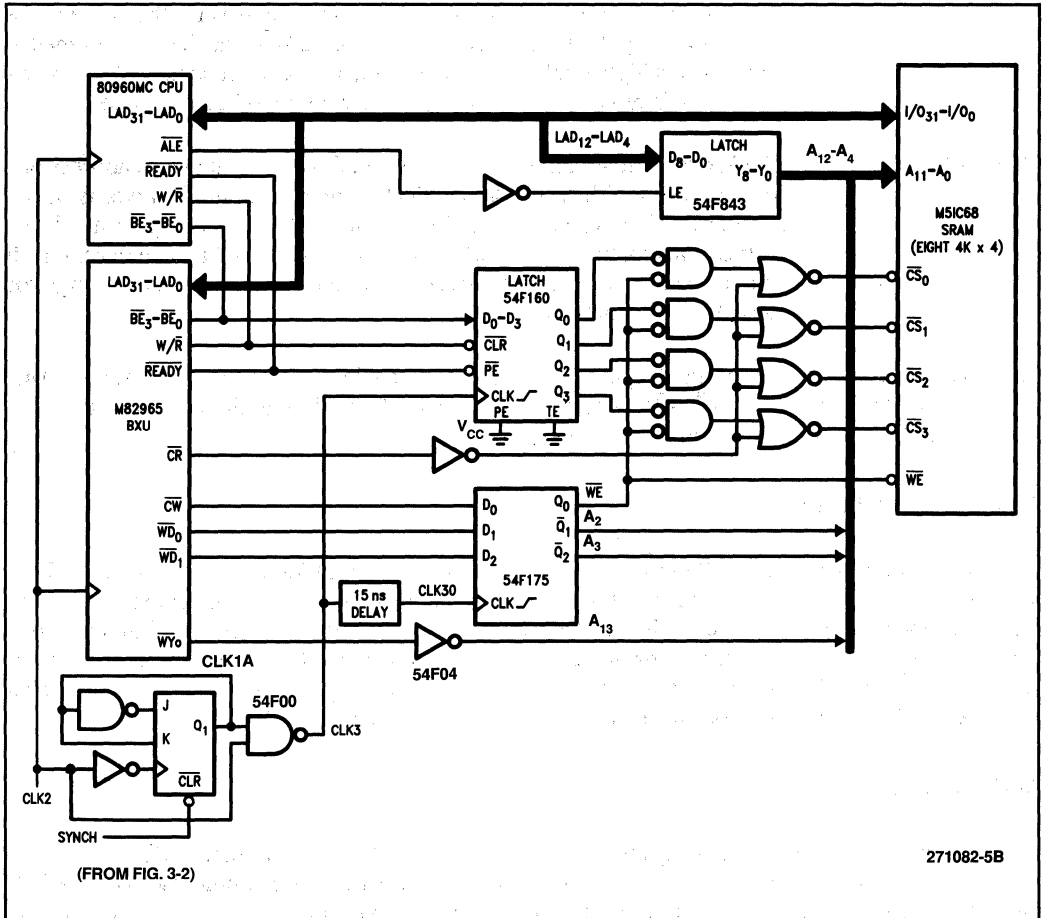 80960MC CPU
LAD31–LAD0
ALE
READY
W/R
BE3–BE0
LAD12–LAD4
LATCH
D8–D0
Y8–Y0
LE
54F843
A12–A4
I/O31–I/O0
A11–A0
M5IC68
SRAM
(EIGHT 4K x 4)
CS0
CS1
CS2
CS3
WE
LAD31–LAD0
BE3–BE0
W/R
READY
M82965
BXU
CR
CW
WD0
WD1
WY0
LATCH
54F160
D0–D3
CLR
PE
CLK
PE
TE
Q0
Q1
Q2
Q3
VCC
WE
A2
A3
D0
D1
D2
Q0
Q1
Q2
54F175
CLK
15 ns
DELAY
CLK30
A13
54F04
CLK1A
54F00
J
K
Q1
CLR
CLK3
CLK2
SYNCH
(FROM FIG. 3-2)
271082-5B